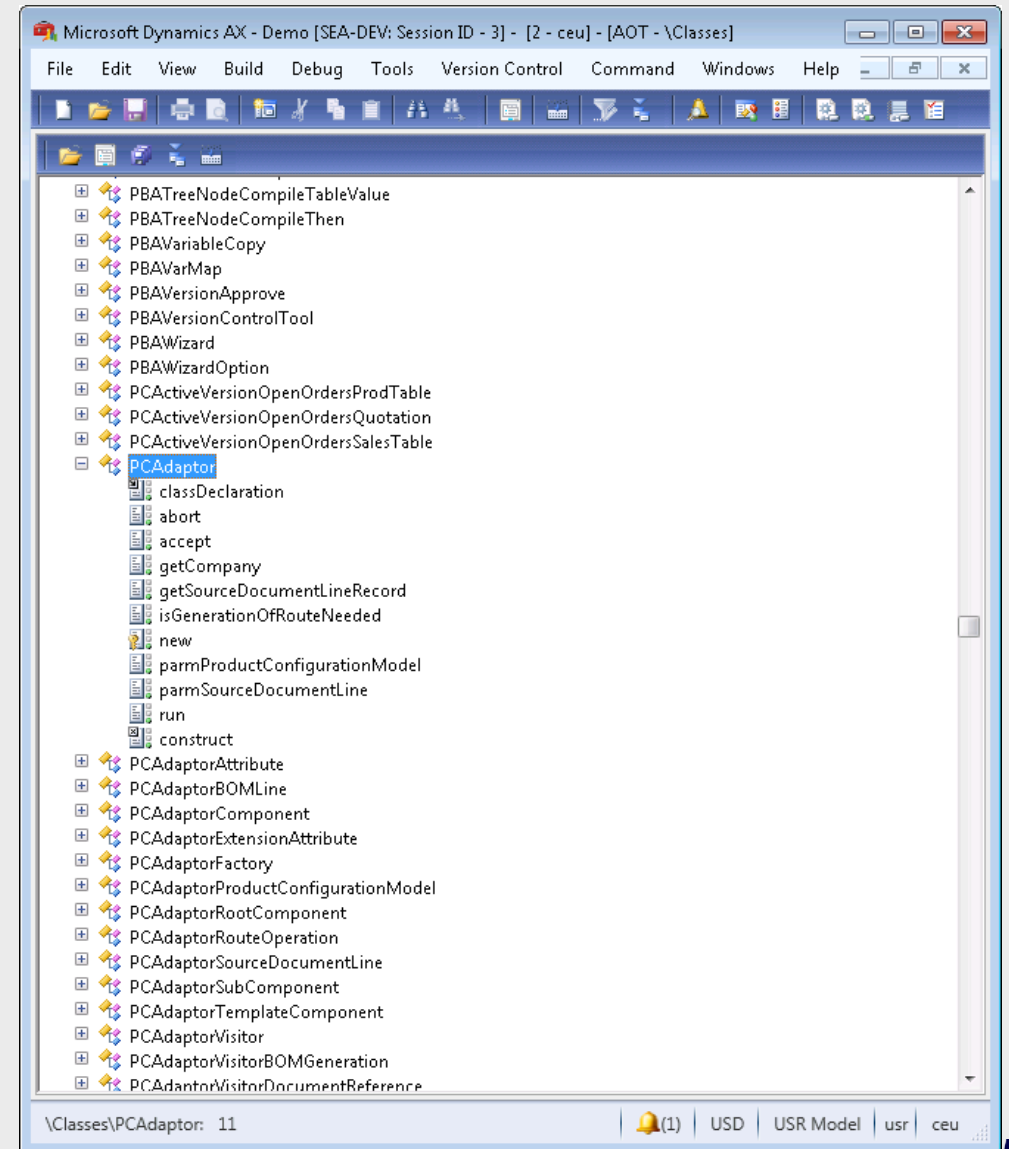 Microsoft Dynamics AX - Demo [SEA-DEV: Session ID - 3] - [2 - ceu] - [AOT - \Classes]
File Edit View Build Debug Tools Version Control Command Windows Help
PBATreeNodeCompileTableValue
PBATreeNodeCompileThen
PBAVariableCopy
PBAVarMap
PBAVersionApprove
PBAVersionControlTool
PBAWizard
PBAWizardOption
PCActiveVersionOpenOrdersProdTable
PCActiveVersionOpenOrdersQuotation
PCActiveVersionOpenOrdersSalesTable
PCAdaptor
classDeclaration
abort
accept
getCompany
getSourceDocumentLineRecord
isGenerationOfRouteNeeded
new
parmProductConfigurationModel
parmSourceDocumentLine
run
construct
PCAdaptorAttribute
PCAdaptorBOMLine
PCAdaptorComponent
PCAdaptorExtensionAttribute
PCAdaptorFactory
PCAdaptorProductConfigurationModel
PCAdaptorRootComponent
PCAdaptorRouteOperation
PCAdaptorSourceDocumentLine
PCAdaptorSubComponent
PCAdaptorTemplateComponent
PCAdaptorVisitor
PCAdaptorVisitorBOMGeneration
PCAdaptorVisitorDocumentReference
\Classes\PCAdaptor: 11 (1) USD USR Model usr ceu